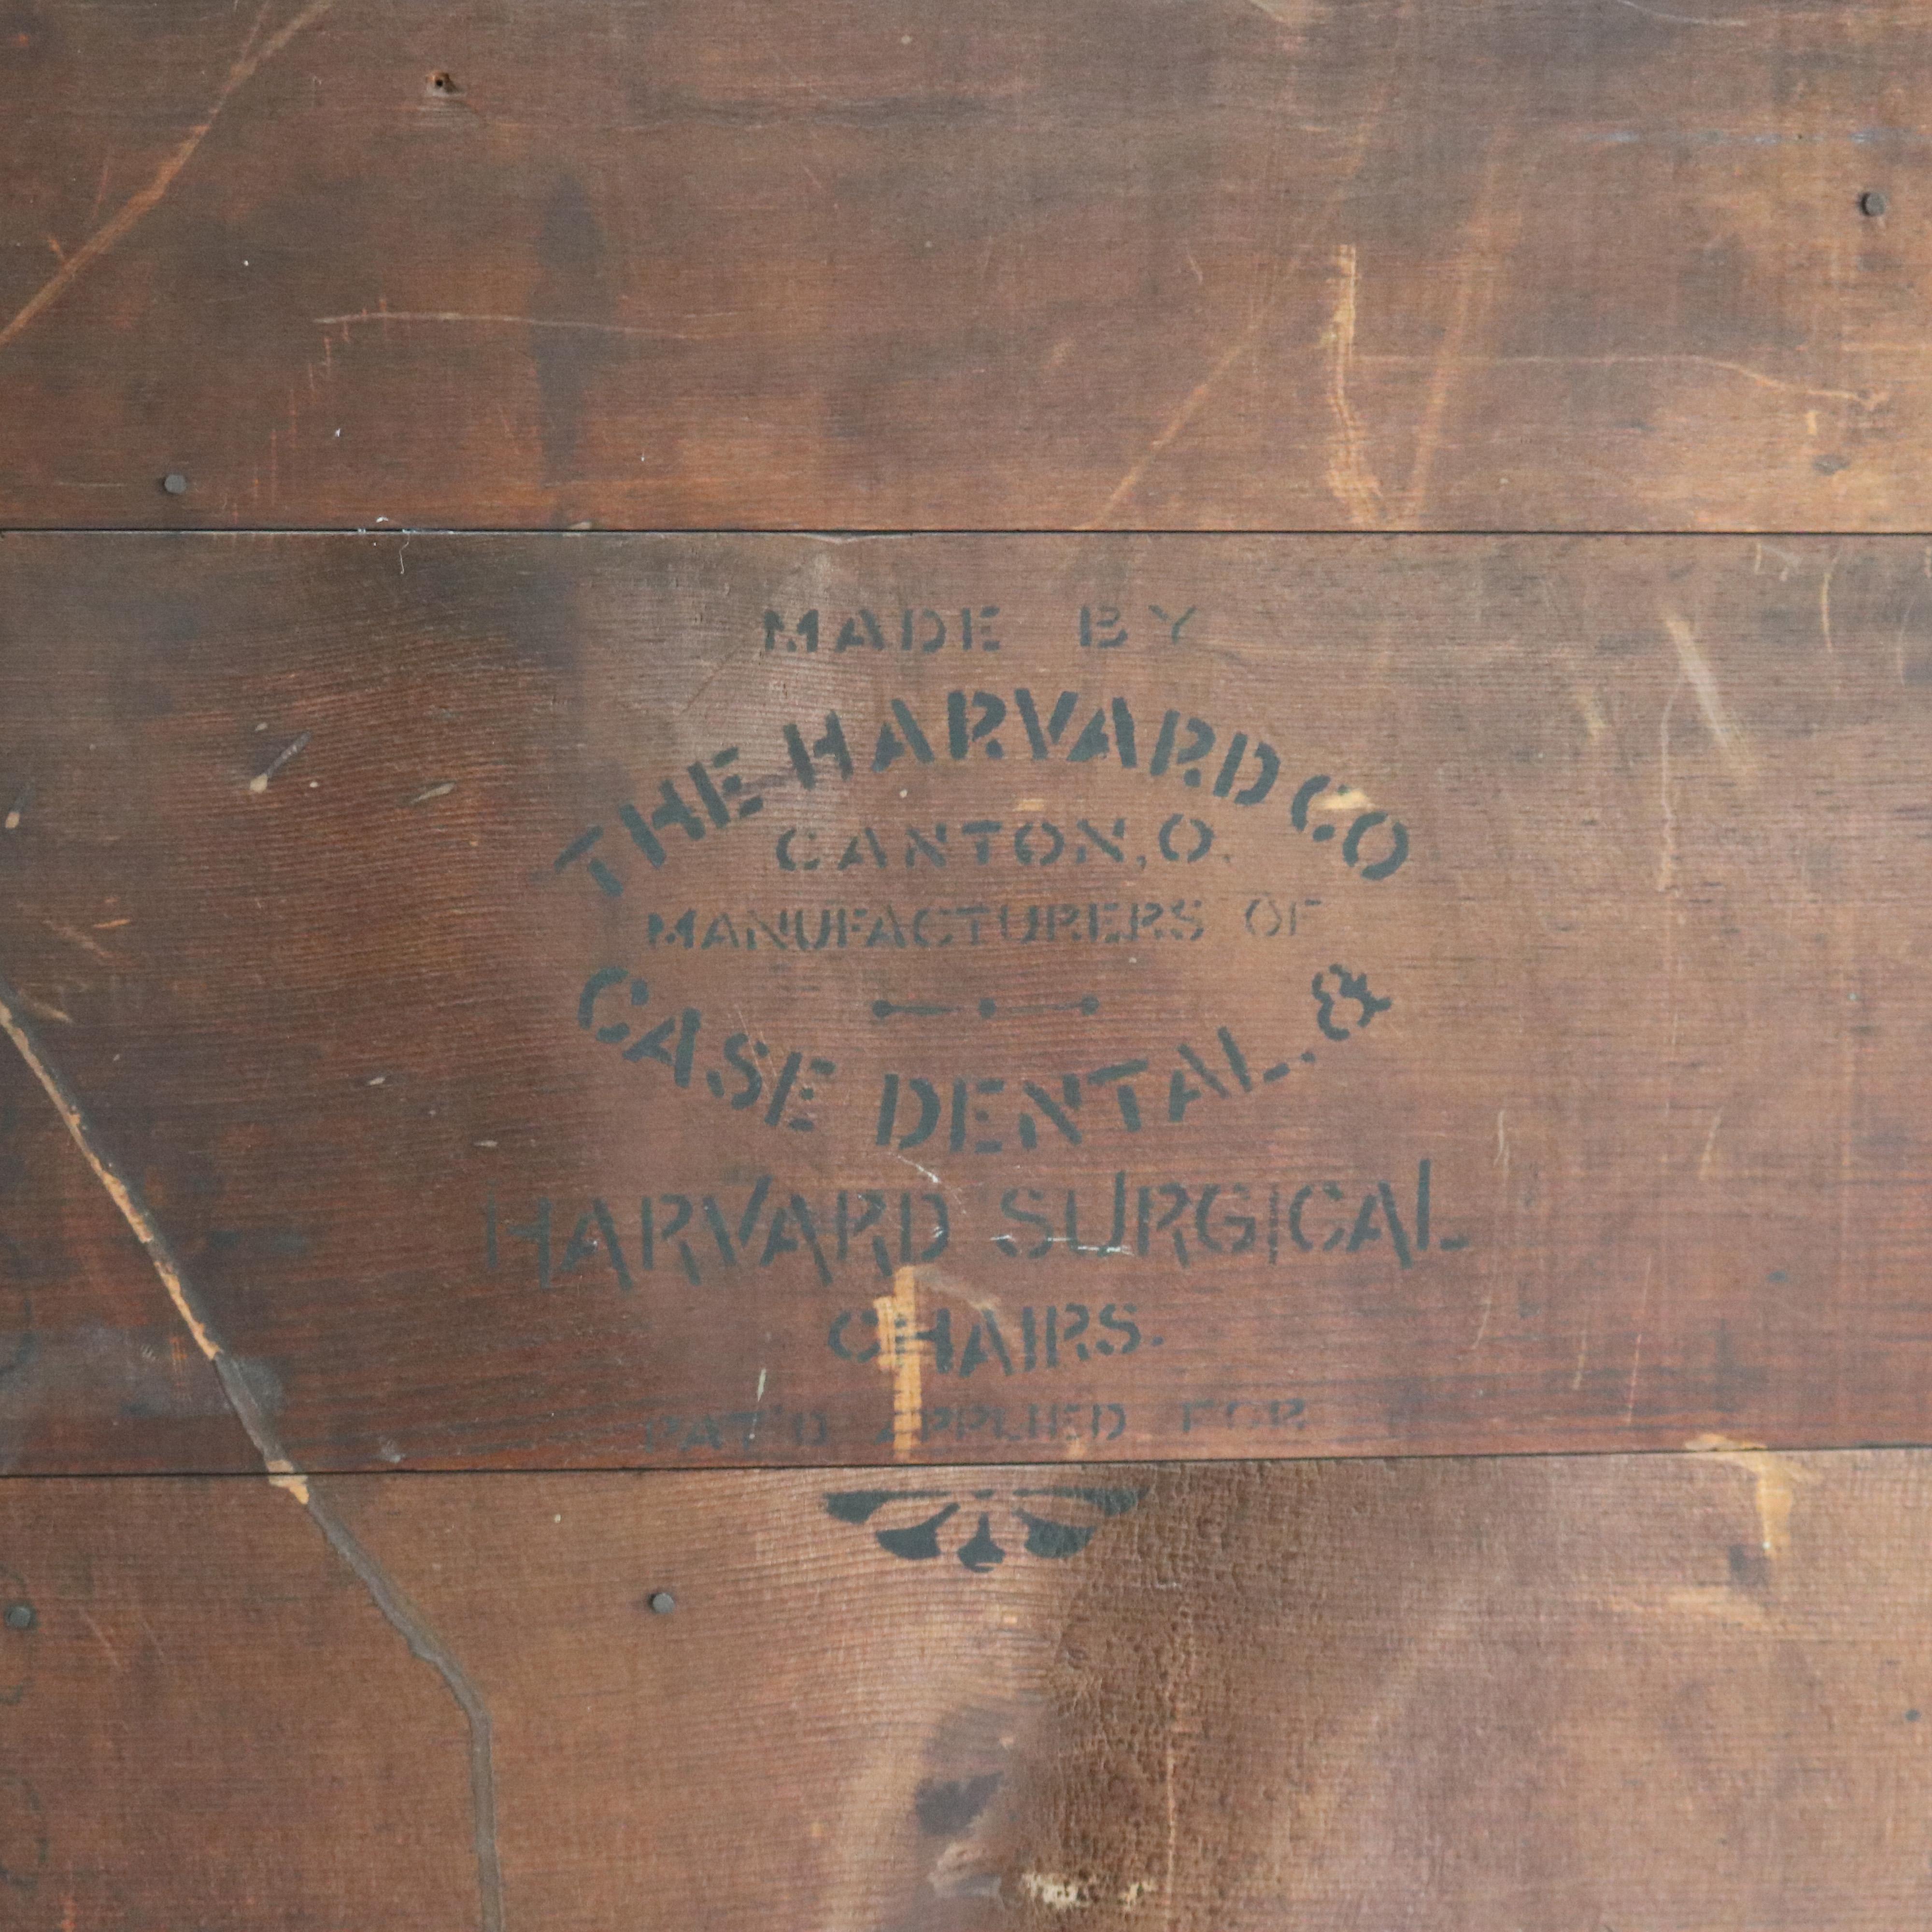 MADE BY
THE HARVARD CO
CANTON, O.
MANUFACTURERS OF
CASE DENTAL. &
HARVARD SURGICAL
CHAIRS.
PAT'D APPLIED FOR